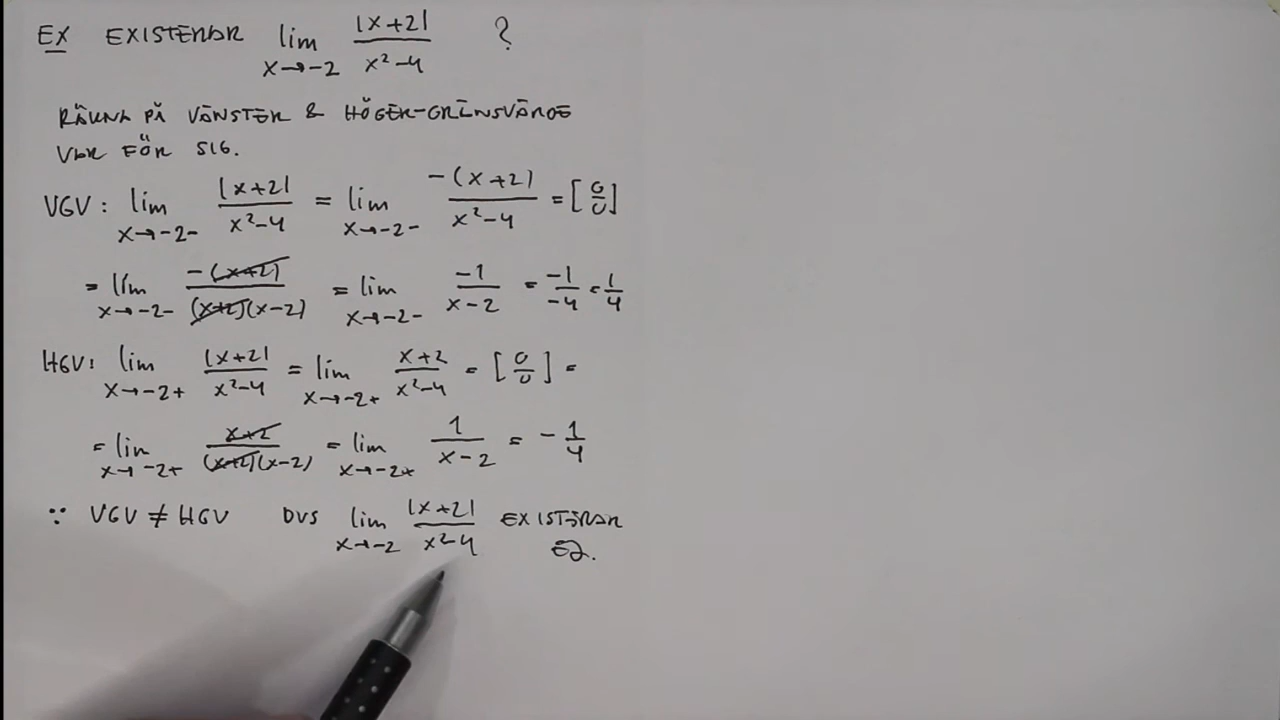 EX EXISTERAR lim x→-2 |x+2| / x²-4 ?
RÄKNA PÅ VÄNSTER & HÖGER-GRÄNSVÄRDE
VAR FÖR SIG.
VGV: lim x→-2- |x+2| / x²-4 = lim x→-2- -(x+2) / x²-4 = [0/0]
= lim x→-2- -(x+2) / (x+2)(x-2) = lim x→-2- -1 / x-2 = -1/-4 = 1/4
HGV: lim x→-2+ |x+2| / x²-4 = lim x→-2+ x+2 / x²-4 = [0/0] =
= lim x→-2+ x+2 / (x+2)(x-2) = lim x→-2+ 1 / x-2 = -1/4
∵ VGV ≠ HGV DVS lim x→-2 |x+2| / x²-4 EXISTERAR
EJ.